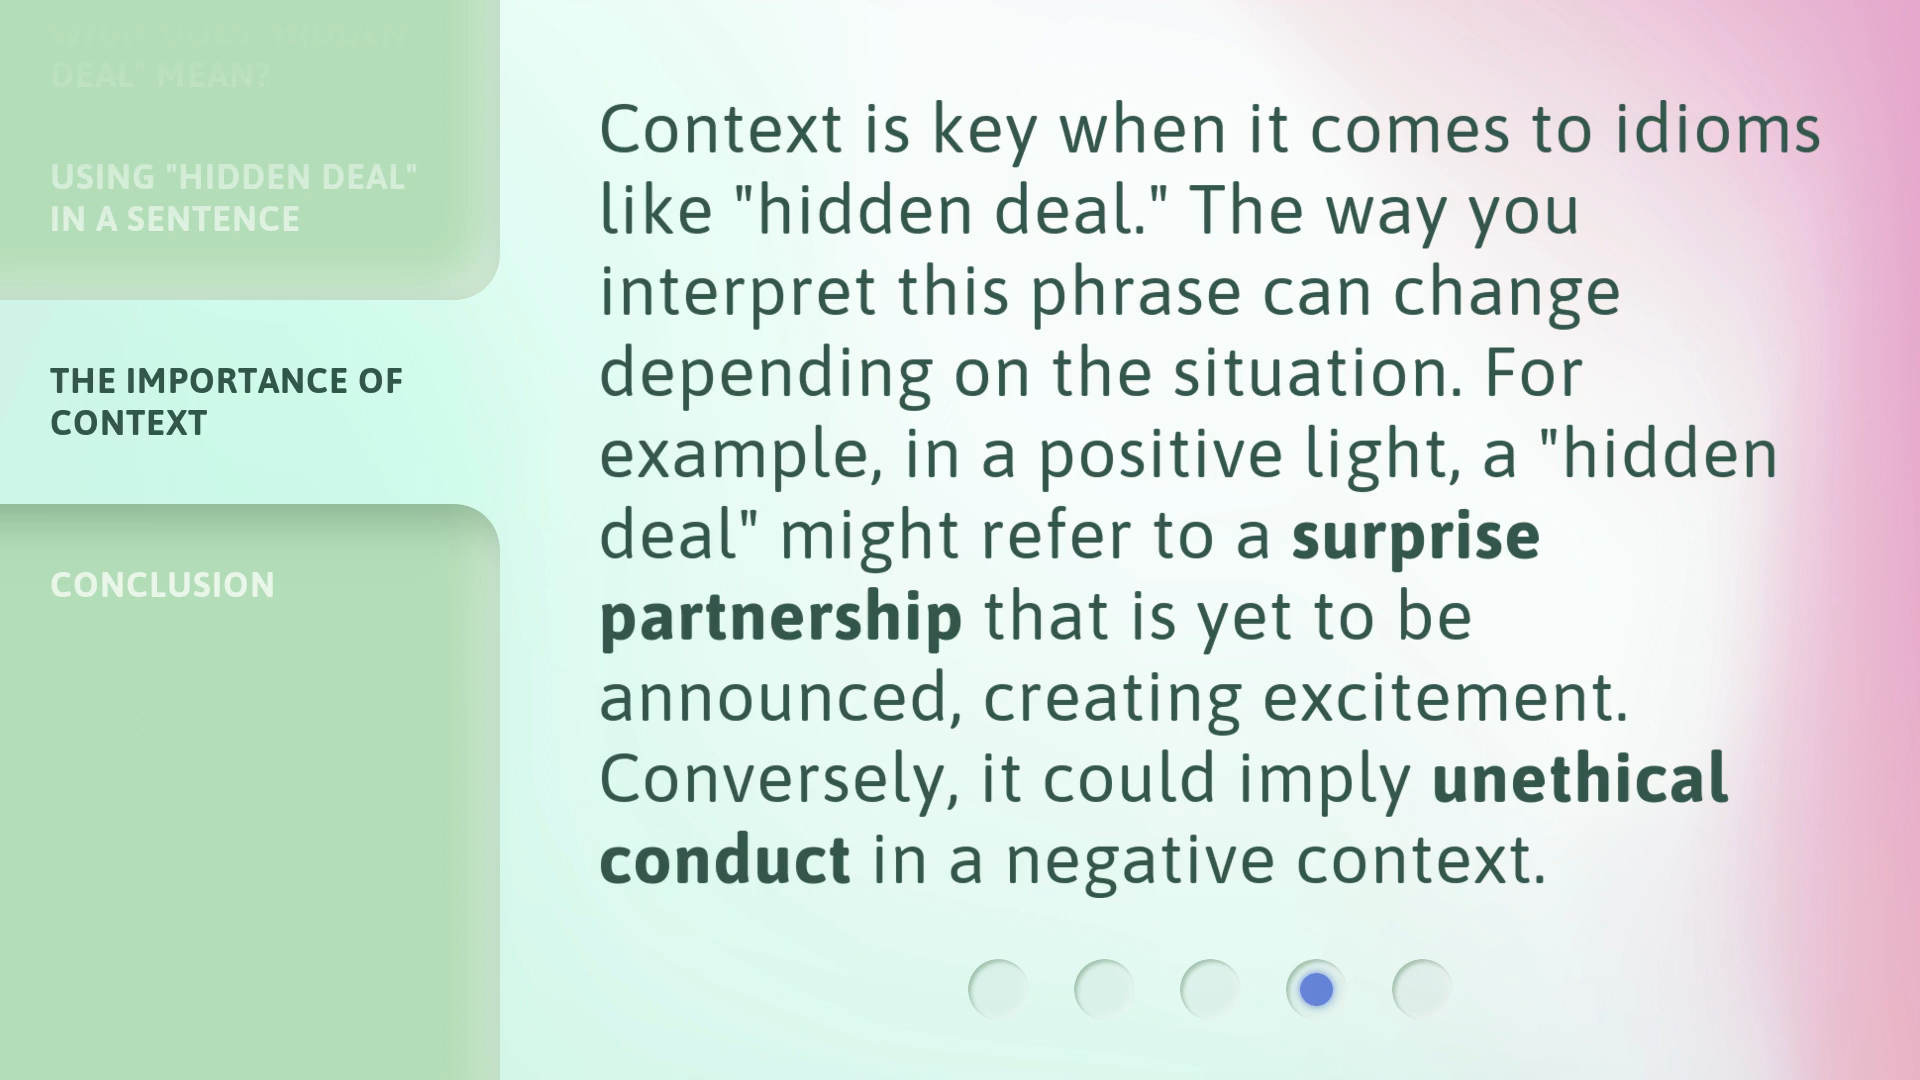 DEAL" MEAN?
USING "HIDDEN DEAL"
IN A SENTENCE
THE IMPORTANCE OF
CONTEXT
CONCLUSION
Context is key when it comes to idioms
like "hidden deal." The way you
interpret this phrase can change
depending on the situation. For
example, in a positive light, a "hidden
deal" might refer to a surprise
partnership that is yet to be
announced, creating excitement.
Conversely, it could imply unethical
conduct in a negative context.